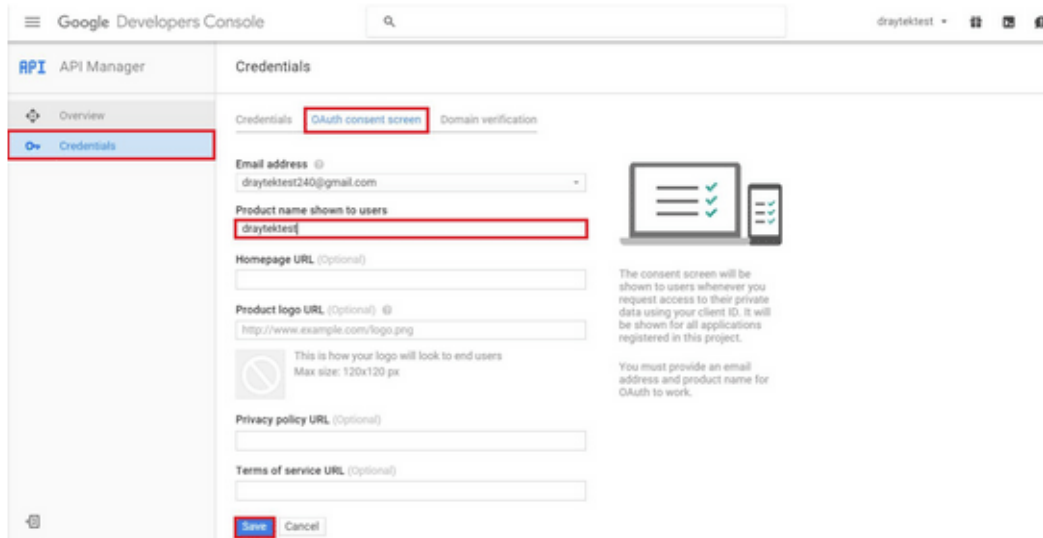 Google Developers Console
draytektest
API API Manager
Credentials
Overview
Credentials
Credentials OAuth consent screen Domain verification
Email address
draytektest240@gmail.com
Product name shown to users
draytektest
Homepage URL (Optional)
Product logo URL (Optional)
http://www.example.com/logo.png
This is how your logo will look to end users
Max size: 120x120 px
Privacy policy URL (Optional)
Terms of service URL (Optional)
Save Cancel
The consent screen will be
shown to users whenever you
request access to their private
data using your client ID. It will
be shown for all applications
registered in this project.
You must provide an email
address and product name for
OAuth to work.